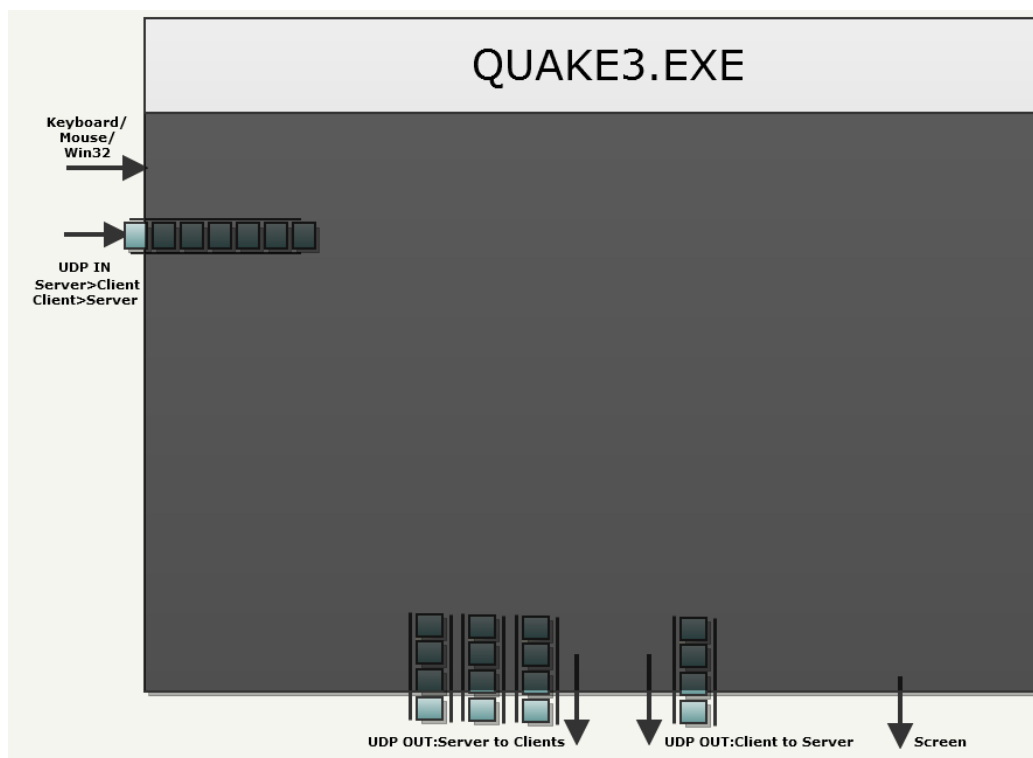 QUAKE3.EXE
Keyboard/
Mouse/
Win32
UDP IN
Server>Client
Client>Server
UDP OUT:Server to Clients
UDP OUT:Client to Server
Screen